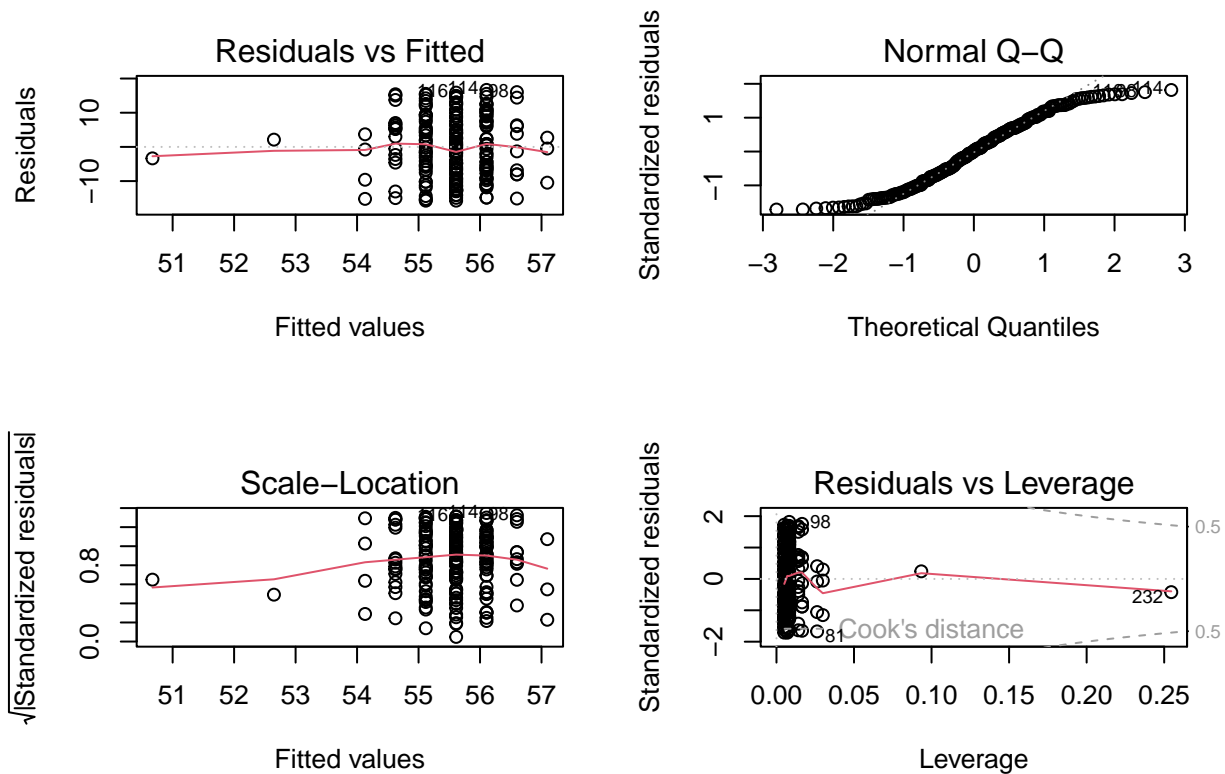 Residuals vs Fitted
Residuals
10
−10
116
114
98
51 52 53 54 55 56 57
Fitted values
Normal Q−Q
Standardized residuals
1
−1
114
−3 −2 −1 0 1 2 3
Theoretical Quantiles
Scale−Location
√|Standardized residuals|
0.8
0.0
116
114
98
51 52 53 54 55 56 57
Fitted values
Residuals vs Leverage
Standardized residuals
2
0
−2
98
232
81
Cook's distance
0.5
0.5
0.00 0.05 0.10 0.15 0.20 0.25
Leverage